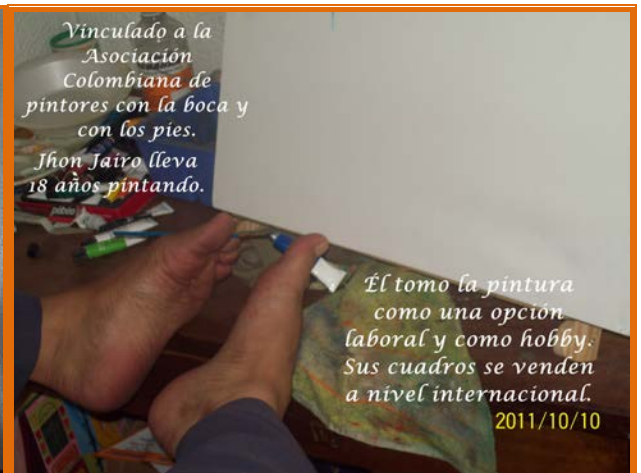 Vinculado a la
Asociación
Colombiana de
pintores con la boca y
con los pies.
Jhon Jairo lleva
18 años pintando.
Él tomo la pintura
como una opción
laboral y como hobby.
Sus cuadros se venden
a nivel internacional.
2011/10/10